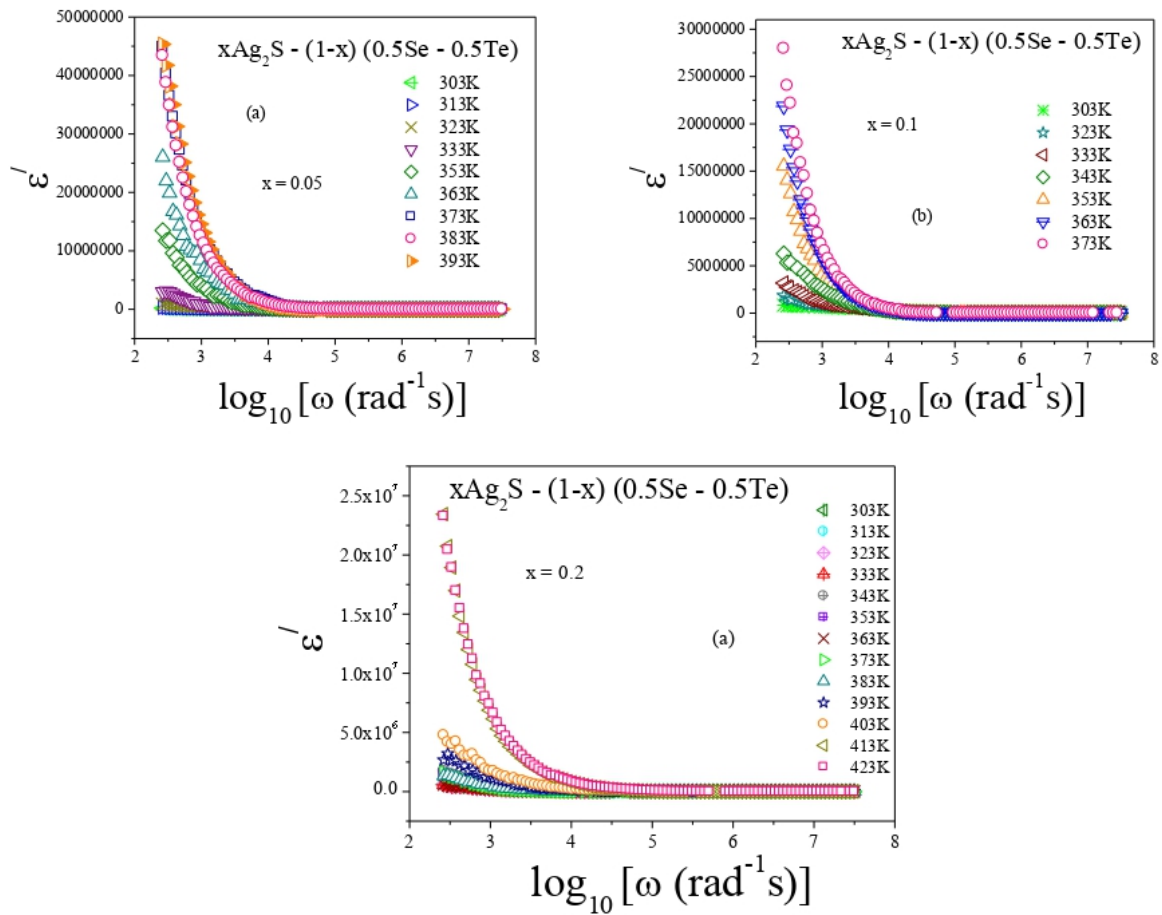 50000000
40000000
30000000
20000000
10000000
0
ε/
xAg2S - (1-x) (0.5Se - 0.5Te)
(a)
x = 0.05
303K
313K
323K
333K
353K
363K
373K
383K
393K
2 3 4 5 6 7 8
log10 [ω (rad-1s)]
30000000
25000000
20000000
15000000
10000000
5000000
0
ε/
xAg2S - (1-x) (0.5Se - 0.5Te)
x = 0.1
(b)
303K
323K
333K
343K
353K
363K
373K
2 3 4 5 6 7 8
log10 [ω (rad-1s)]
2.5x107
2.0x107
1.5x107
1.0x107
5.0x106
0.0
ε/
xAg2S - (1-x) (0.5Se - 0.5Te)
x = 0.2
(a)
303K
313K
323K
333K
343K
353K
363K
373K
383K
393K
403K
413K
423K
2 3 4 5 6 7 8
log10 [ω (rad-1s)]